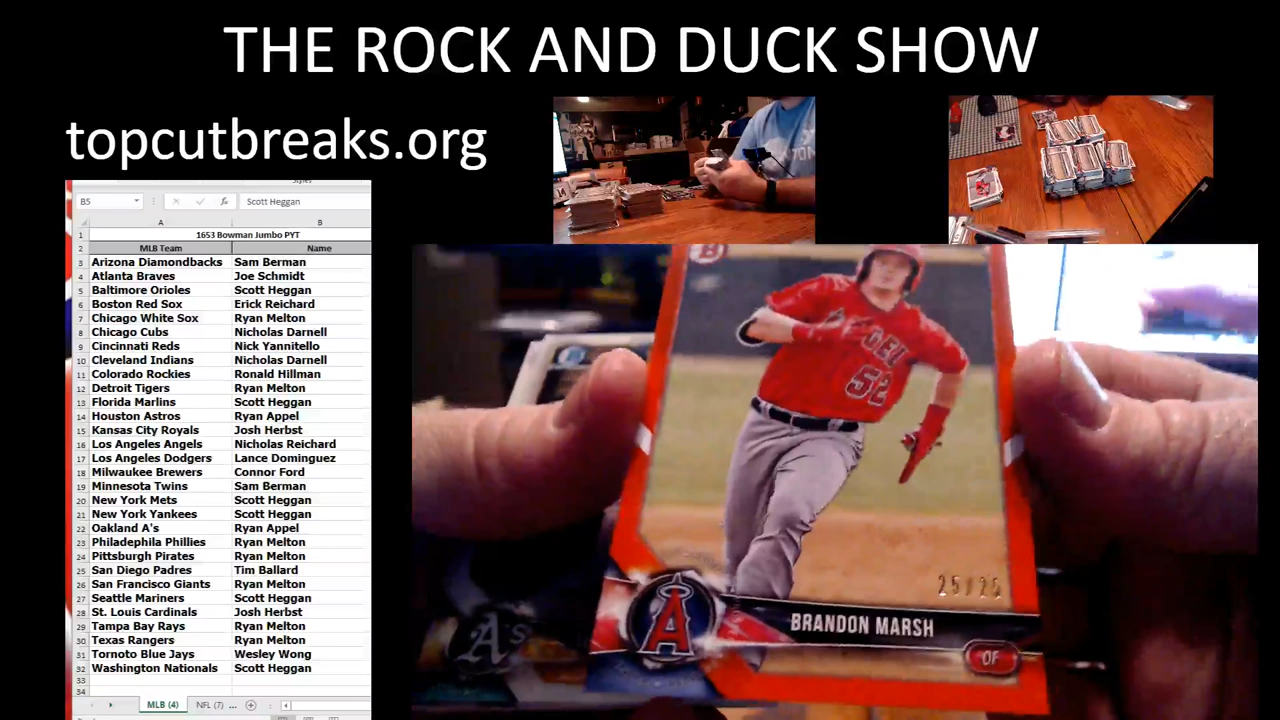 THE ROCK AND DUCK SHOW
topcutbreaks.org
B5 Scott Heggan
A B
1 1653 Bowman Jumbo PYT
2 MLB Team Name
3 Arizona Diamondbacks Sam Berman
4 Atlanta Braves Joe Schmidt
5 Baltimore Orioles Scott Heggan
6 Boston Red Sox Erick Reichard
7 Chicago White Sox Ryan Melton
8 Chicago Cubs Nicholas Darnell
9 Cincinnati Reds Nick Yannitello
10 Cleveland Indians Nicholas Darnell
11 Colorado Rockies Ronald Hillman
12 Detroit Tigers Ryan Melton
13 Florida Marlins Scott Heggan
14 Houston Astros Ryan Appel
15 Kansas City Royals Josh Herbst
16 Los Angeles Angels Nicholas Reichard
17 Los Angeles Dodgers Lance Dominguez
18 Milwaukee Brewers Connor Ford
19 Minnesota Twins Sam Berman
20 New York Mets Scott Heggan
21 New York Yankees Scott Heggan
22 Oakland A's Ryan Appel
23 Philadephila Phillies Ryan Melton
24 Pittsburgh Pirates Ryan Melton
25 San Diego Padres Tim Ballard
26 San Francisco Giants Ryan Melton
27 Seattle Mariners Scott Heggan
28 St. Louis Cardinals Josh Herbst
29 Tampa Bay Rays Ryan Melton
30 Texas Rangers Ryan Melton
31 Tornoto Blue Jays Wesley Wong
32 Washington Nationals Scott Heggan
33
34
MLB (4) NFL (7) ...
B
52
25/25
A
BRANDON MARSH
OF
A's